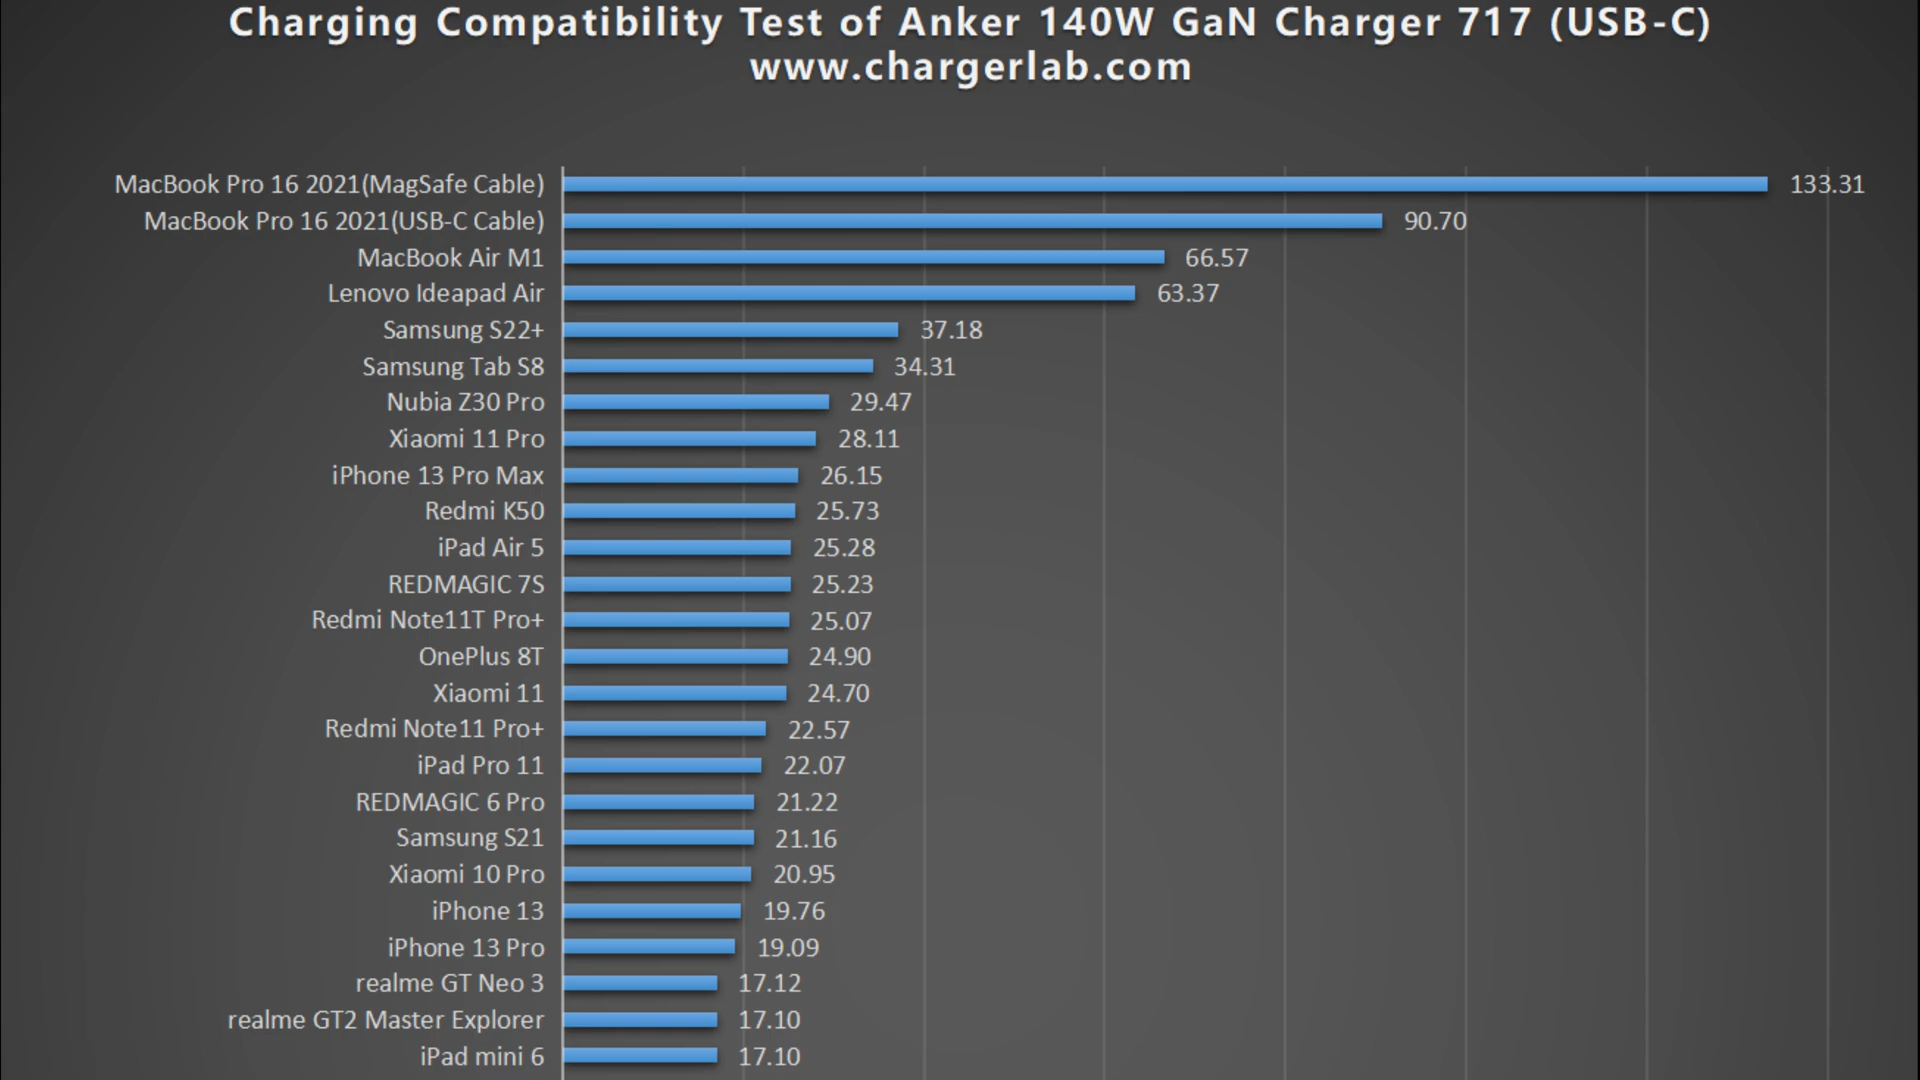 Charging Compatibility Test of Anker 140W GaN Charger 717 (USB-C)
www.chargerlab.com
MacBook Pro 16 2021(MagSafe Cable) 133.31
MacBook Pro 16 2021(USB-C Cable) 90.70
MacBook Air M1 66.57
Lenovo Ideapad Air 63.37
Samsung S22+ 37.18
Samsung Tab S8 34.31
Nubia Z30 Pro 29.47
Xiaomi 11 Pro 28.11
iPhone 13 Pro Max 26.15
Redmi K50 25.73
iPad Air 5 25.28
REDMAGIC 7S 25.23
Redmi Note11T Pro+ 25.07
OnePlus 8T 24.90
Xiaomi 11 24.70
Redmi Note11 Pro+ 22.57
iPad Pro 11 22.07
REDMAGIC 6 Pro 21.22
Samsung S21 21.16
Xiaomi 10 Pro 20.95
iPhone 13 19.76
iPhone 13 Pro 19.09
realme GT Neo 3 17.12
realme GT2 Master Explorer 17.10
iPad mini 6 17.10